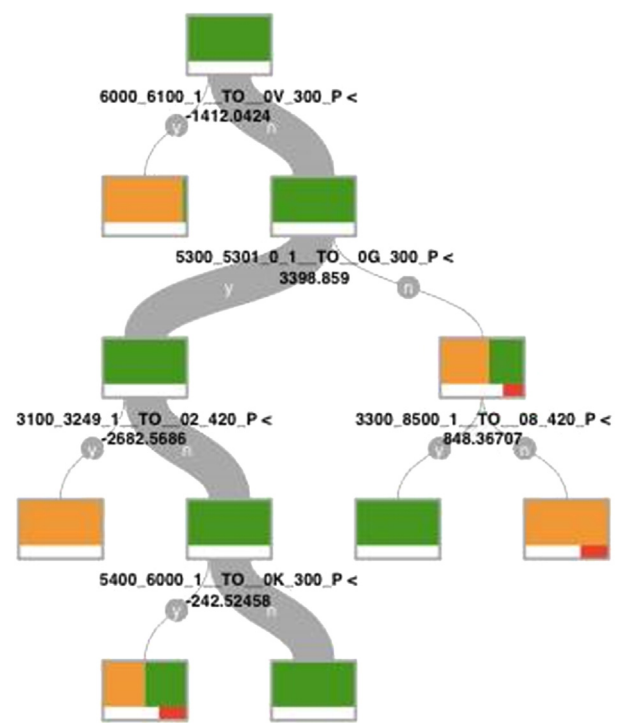 6000_6100_1__TO__0V_300_P <
-1412.0424
y
n
5300_5301_0_1__TO__0G_300_P <
3398.859
y
n
3100_3249_1__TO__02_420_P <
-2682.5686
y
n
3300_8500_1__TO__08_420_P <
848.36707
y
n
5400_6000_1__TO__0K_300_P <
-242.52458
y
n